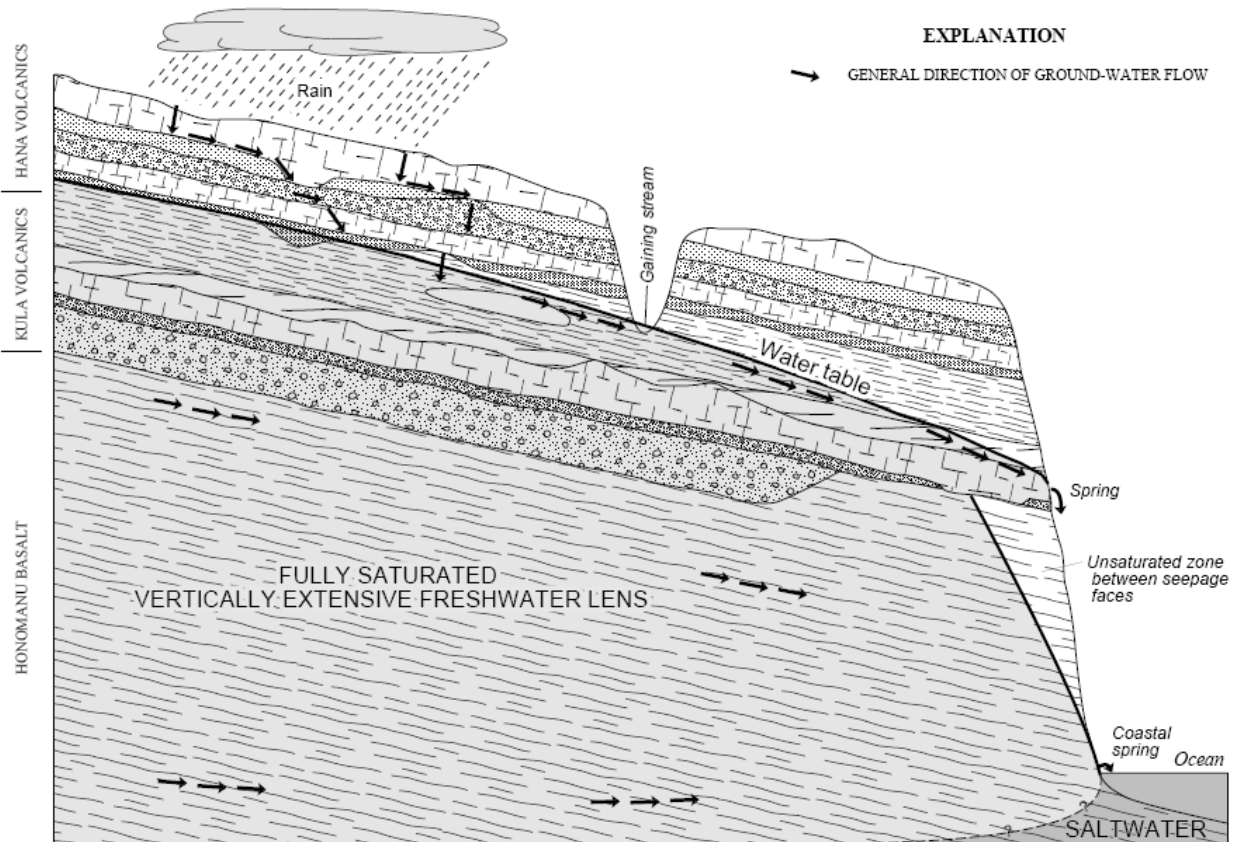 EXPLANATION
GENERAL DIRECTION OF GROUND-WATER FLOW
HANA VOLCANICS
KULA VOLCANICS
HONOMANU BASALT
Rain
Gaining stream
Water table
Spring
Unsaturated zone
between seepage
faces
FULLY SATURATED
VERTICALLY EXTENSIVE FRESHWATER LENS
Coastal
spring
Ocean
?
?
SALTWATER